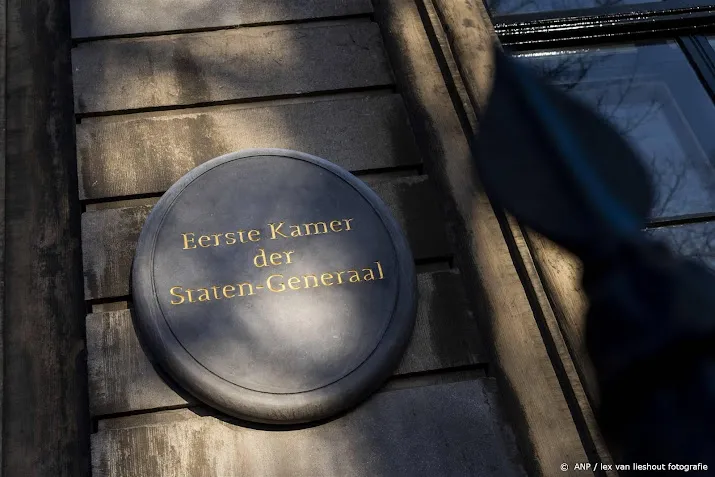 Eerste Kamer
der
Staten-Generaal
© ANP / lex van lieshout fotografie